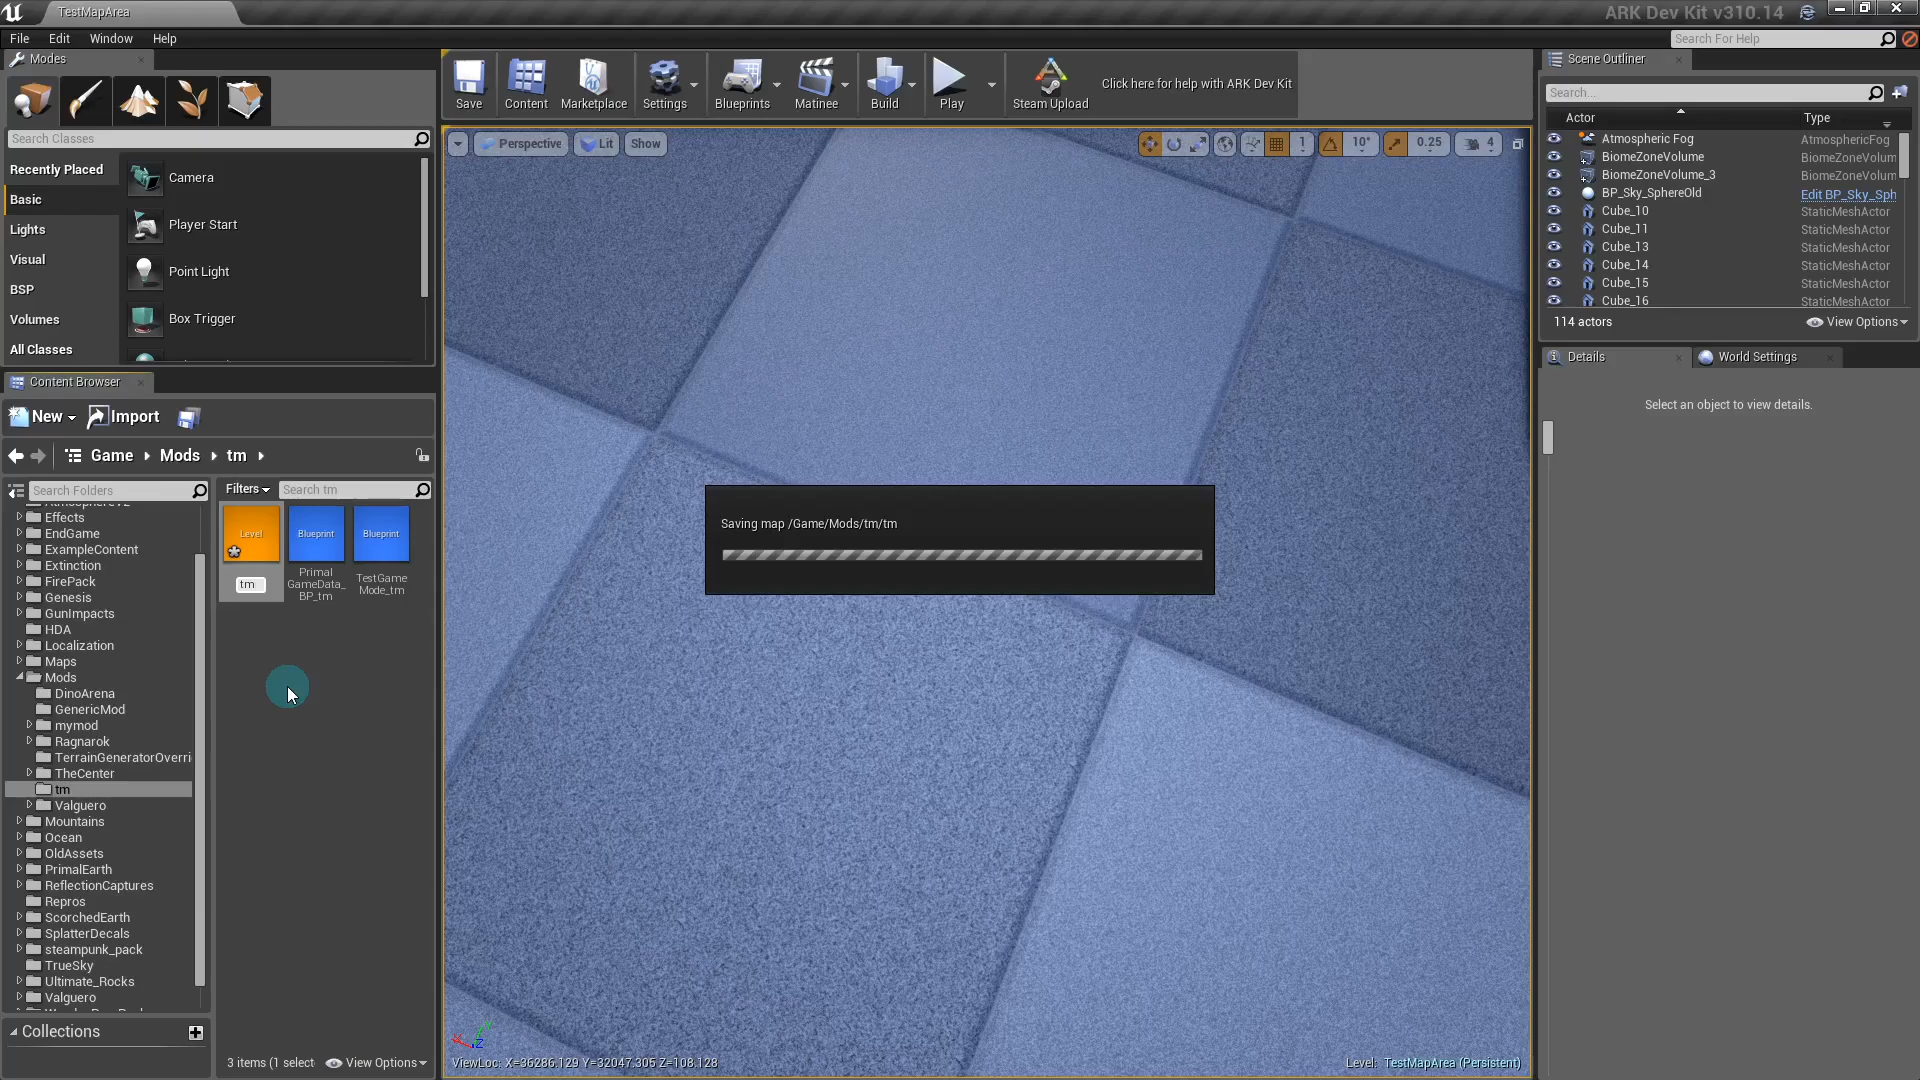 TestMapArea
ARK Dev Kit v310.14
File Edit Window Help
Search For Help
Modes
Search Classes
Recently Placed
Basic
Lights
Visual
BSP
Volumes
All Classes
Camera
Player Start
Point Light
Box Trigger
Save
Content
Marketplace
Settings
Blueprints
Matinee
Build
Play
Steam Upload
Click here for help with ARK Dev Kit
Perspective
Lit
Show
1
10°
0.25
4
Scene Outliner
Search...
Actor Type
Atmospheric Fog AtmosphericFog
BiomeZoneVolume BiomeZoneVolum
BiomeZoneVolume_3 BiomeZoneVolum
BP_Sky_SphereOld Edit BP_Sky_Sph
Cube_10 StaticMeshActor
Cube_11 StaticMeshActor
Cube_13 StaticMeshActor
Cube_14 StaticMeshActor
Cube_15 StaticMeshActor
Cube_16 StaticMeshActor
114 actors
View Options
Details
World Settings
Select an object to view details.
Content Browser
New
Import
Game Mods tm
Search Folders
Filters
Search tm
Effects
EndGame
ExampleContent
Extinction
FirePack
Genesis
GunImpacts
HDA
Localization
Maps
Mods
DinoArena
GenericMod
mymod
Ragnarok
TerrainGeneratorOverri
TheCenter
tm
Valguero
Mountains
Ocean
OldAssets
PrimalEarth
ReflectionCaptures
Repros
ScorchedEarth
SplatterDecals
steampunk_pack
TrueSky
Ultimate_Rocks
Valguero
Collections
Level
tm
Blueprint
Primal
GameData_
BP_tm
Blueprint
TestGame
Mode_tm
3 items (1 select
View Options
Saving map /Game/Mods/tm/tm
ViewLoc: X=36286.129 Y=32047.305 Z=108.128
Level: TestMapArea (Persistent)